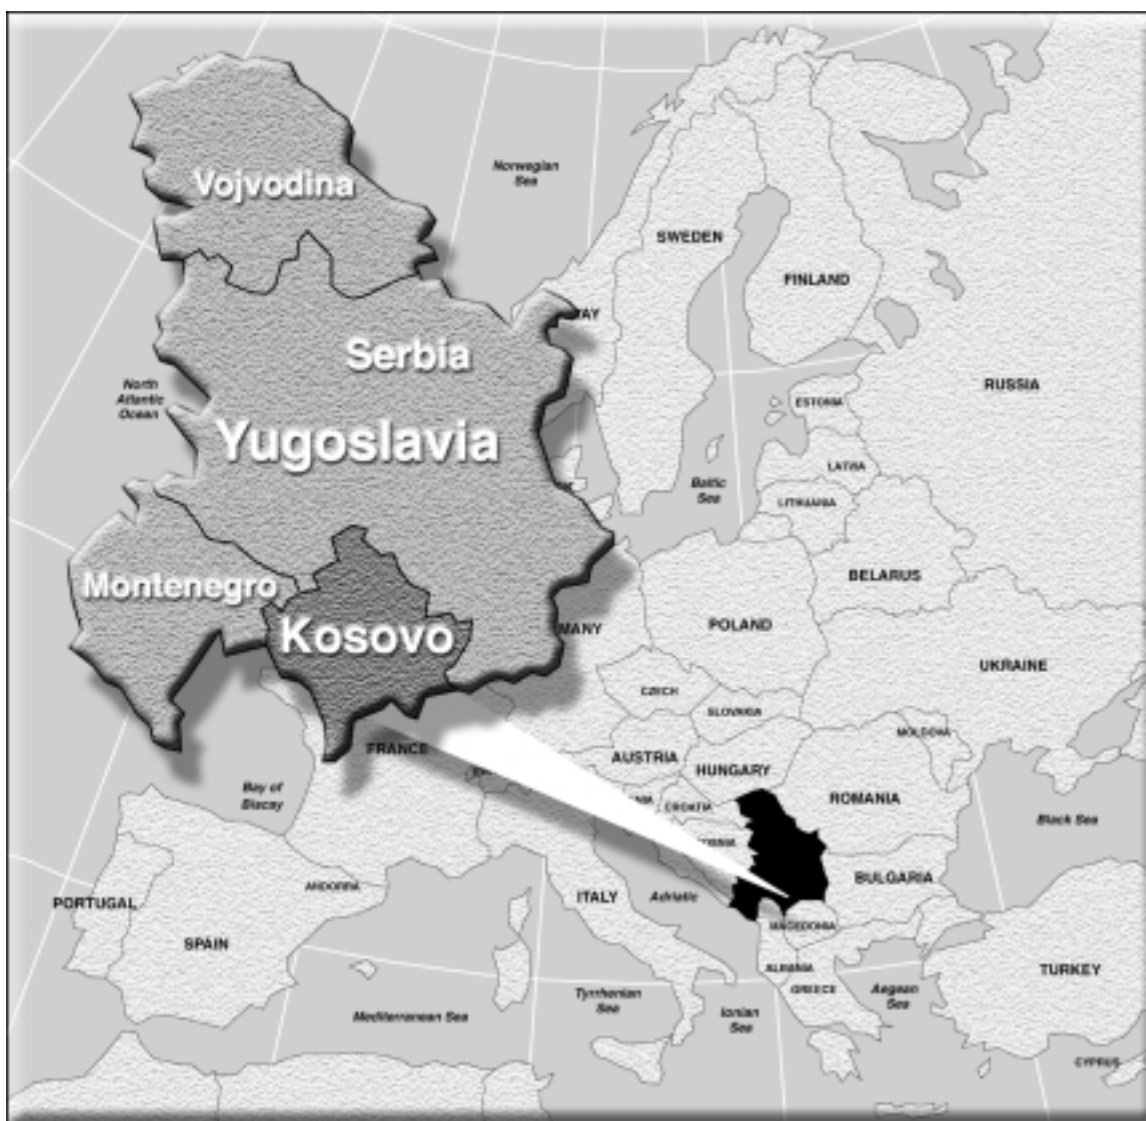 Vojvodina
Norwegian
Sea
SWEDEN
FINLAND
WAY
Serbia
North
Atlantic
Ocean
RUSSIA
ESTONIA
Yugoslavia
LATVIA
Baltic
Sea
LITHUANIA
Montenegro
BELARUS
Kosovo
MANY
POLAND
UKRAINE
CZECH
SLOVAKIA
MOLDOVA
FRANCE
AUSTRIA
HUNGARY
Bay of
Biscay
CROATIA
ROMANIA
Black Sea
BULGARIA
ANDORRA
PORTUGAL
ITALY
Adriatic
MACEDONIA
SPAIN
ALBANIA
TURKEY
GREECE
Aegean
Sea
Tyrrhenian
Sea
Ionian
Sea
Mediterranean Sea
CYPRUS